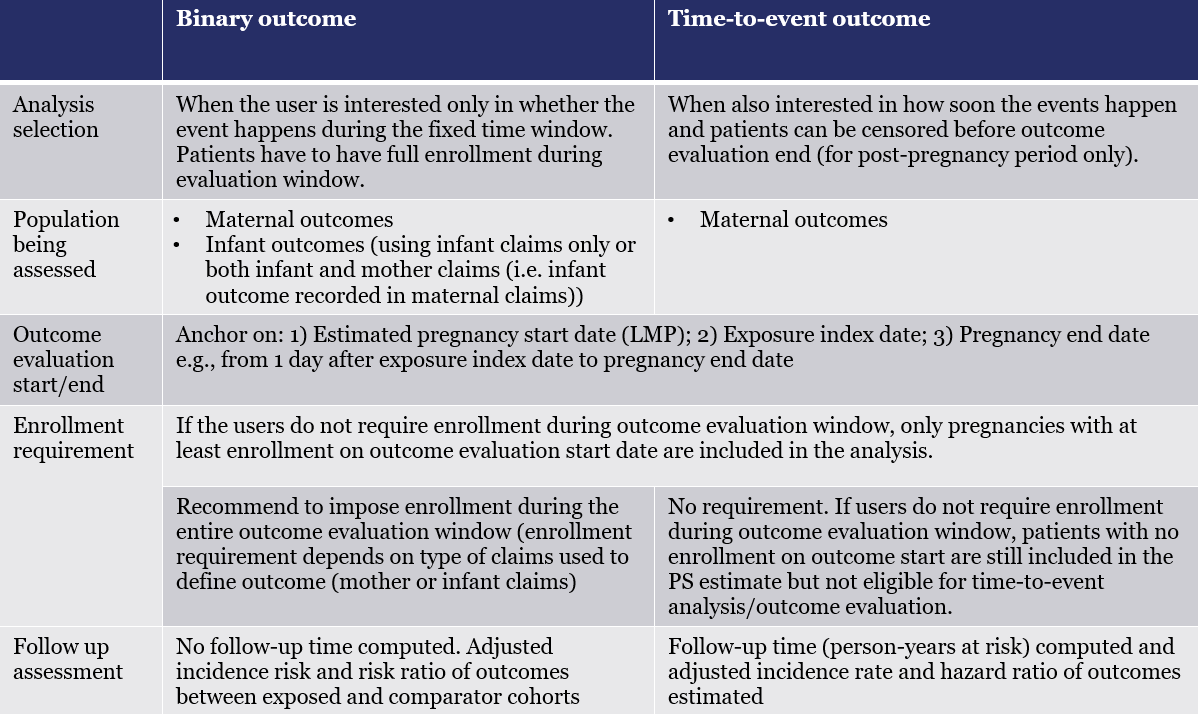 Binary outcome
Time-to-event outcome
Analysis
selection
When the user is interested only in whether the
event happens during the fixed time window.
Patients have to have full enrollment during
evaluation window.
When also interested in how soon the events happen
and patients can be censored before outcome
evaluation end (for post-pregnancy period only).
Population
being
assessed
• Maternal outcomes
• Infant outcomes (using infant claims only or
both infant and mother claims (i.e. infant
outcome recorded in maternal claims))
• Maternal outcomes
Outcome
evaluation
start/end
Anchor on: 1) Estimated pregnancy start date (LMP); 2) Exposure index date; 3) Pregnancy end date
e.g., from 1 day after exposure index date to pregnancy end date
Enrollment
requirement
If the users do not require enrollment during outcome evaluation window, only pregnancies with at
least enrollment on outcome evaluation start date are included in the analysis.
Recommend to impose enrollment during the
entire outcome evaluation window (enrollment
requirement depends on type of claims used to
define outcome (mother or infant claims)
No requirement. If users do not require enrollment
during outcome evaluation window, patients with no
enrollment on outcome start are still included in the
PS estimate but not eligible for time-to-event
analysis/outcome evaluation.
Follow up
assessment
No follow-up time computed. Adjusted
incidence risk and risk ratio of outcomes
between exposed and comparator cohorts
Follow-up time (person-years at risk) computed and
adjusted incidence rate and hazard ratio of outcomes
estimated